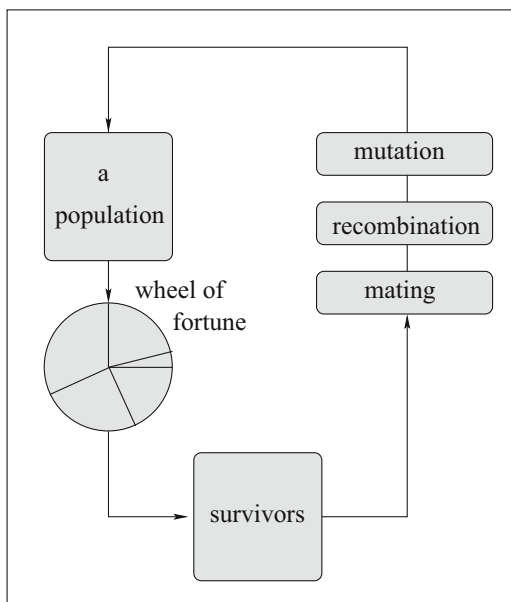 a
population
wheel of
fortune
survivors
mutation
recombination
mating